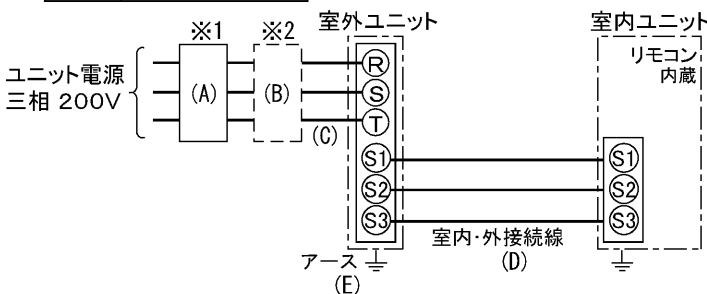 ※1
※2
室外ユニット
室内ユニット
ユニット電源
三相 200V
(A)
(B)
(C)
R
S
T
S1
S2
S3
リモコン
内蔵
S1
S2
S3
室内・外接続線
(D)
アース
(E)